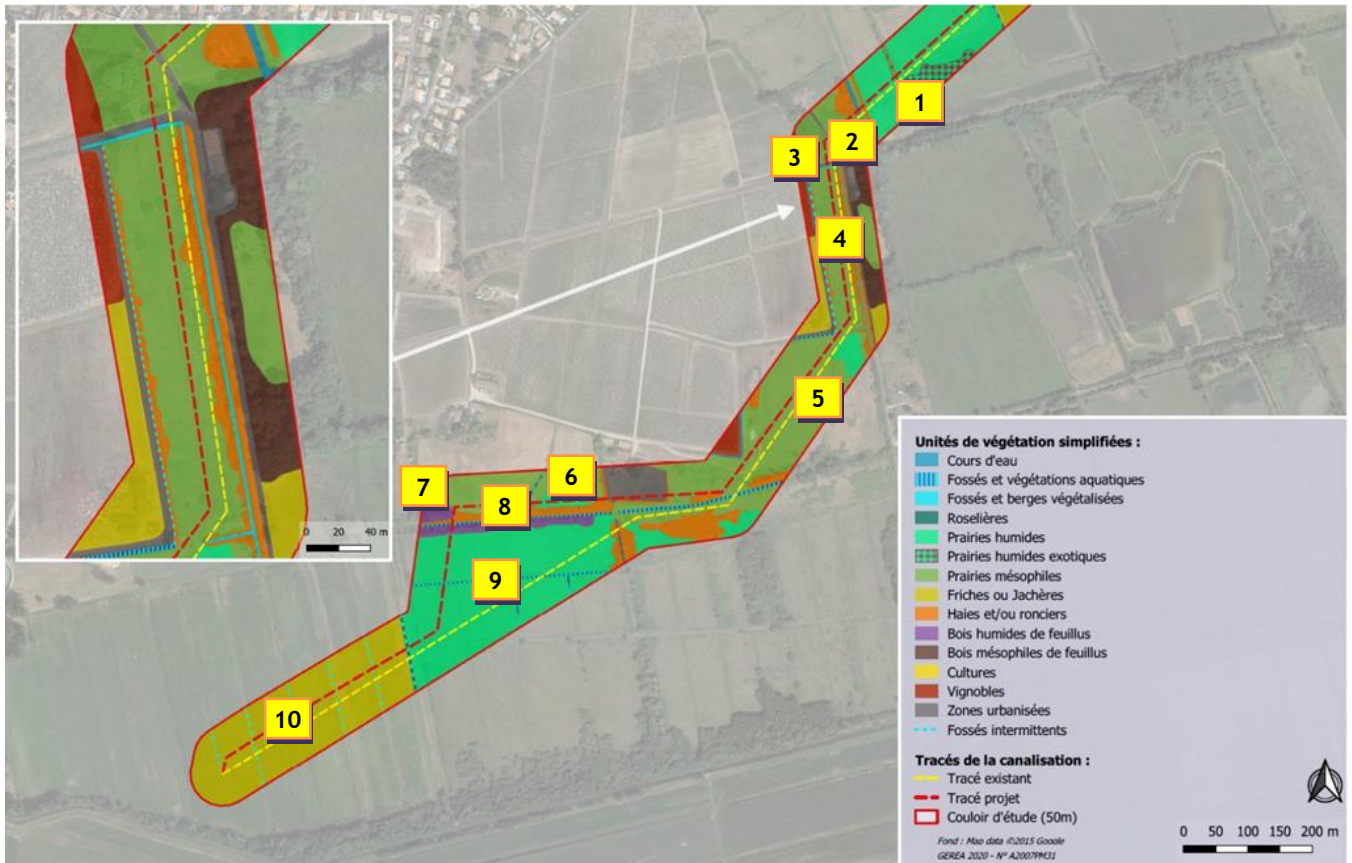 1
2
3
4
5
6
7
8
9
10
0 20 40 m
Unités de végétation simplifiées :
Cours d'eau
Fossés et végétations aquatiques
Fossés et berges végétalisées
Roselières
Prairies humides
Prairies humides exotiques
Prairies mésophiles
Friches ou Jachères
Haies et/ou ronciers
Bois humides de feuillus
Bois mésophiles de feuillus
Cultures
Vignobles
Zones urbanisées
Fossés intermittents
Tracés de la canalisation :
Tracé existant
Tracé projet
Couloir d'étude (50m)
Fond : Map data ©2015 Google
GEREA 2020 - N° A2007PM31
0 50 100 150 200 m